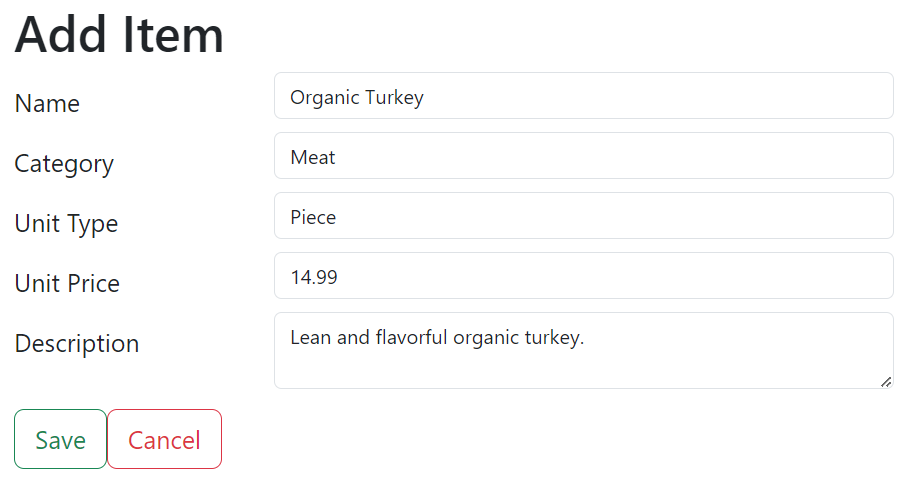 Add Item
Name Organic Turkey
Category Meat
Unit Type Piece
Unit Price 14.99
Description Lean and flavorful organic turkey.
Save Cancel